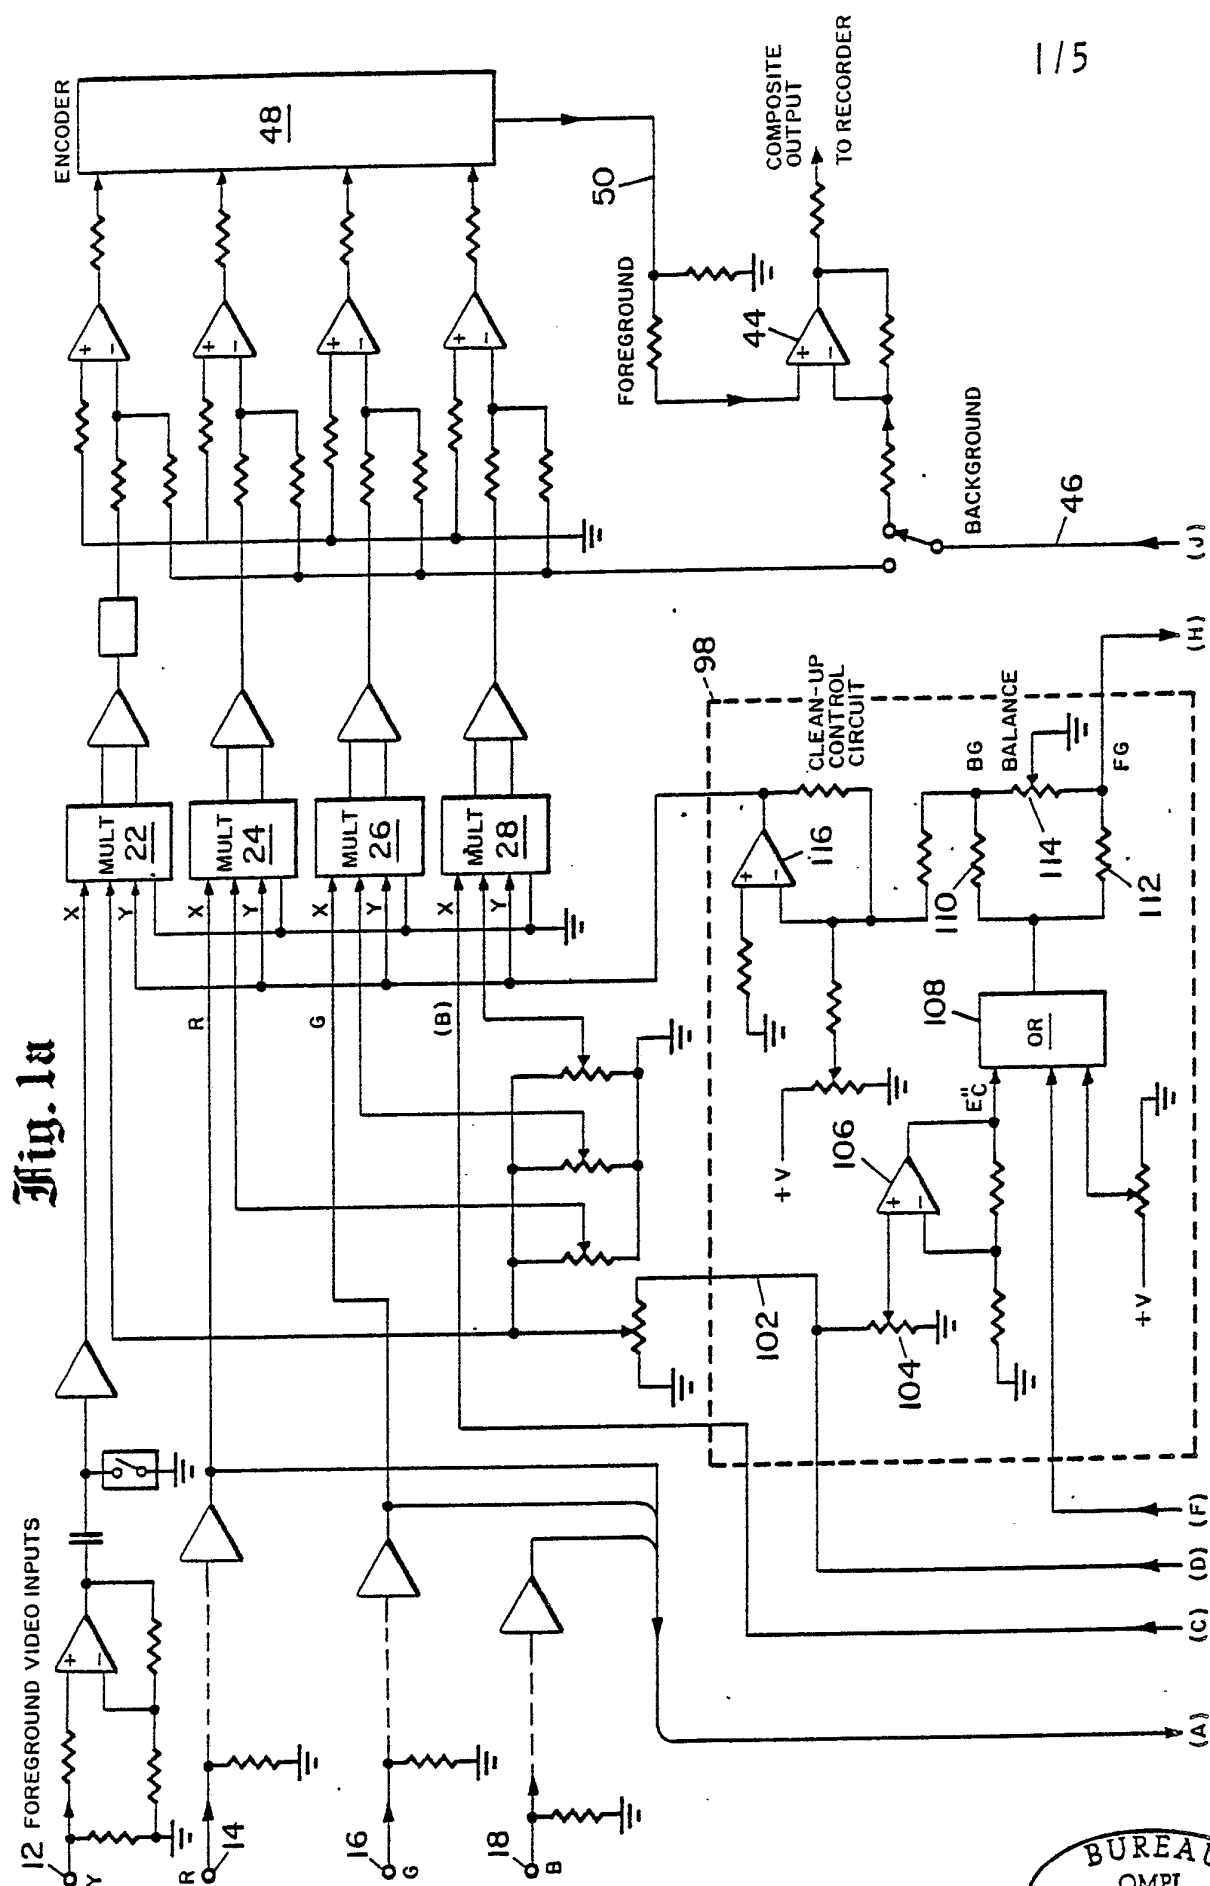 1/5
Fig. 1a
12 FOREGROUND VIDEO INPUTS
Y
R
14
16
G
18
B
X
Y
MULT
22
R
X
Y
MULT
24
G
X
Y
MULT
26
(B)
X
Y
MULT
28
ENCODER
48
+
−
+
−
+
−
+
−
+
−
50
FOREGROUND
44
+
−
COMPOSITE
OUTPUT
TO RECORDER
BACKGROUND
46
98
CLEAN-UP
CONTROL
CIRCUIT
102
104
106
+
−
E"C
108
OR
+V
+V
116
+
−
110
BG
BALANCE
114
FG
112
(A)
(C)
(D)
(F)
(H)
(J)
BUREAU